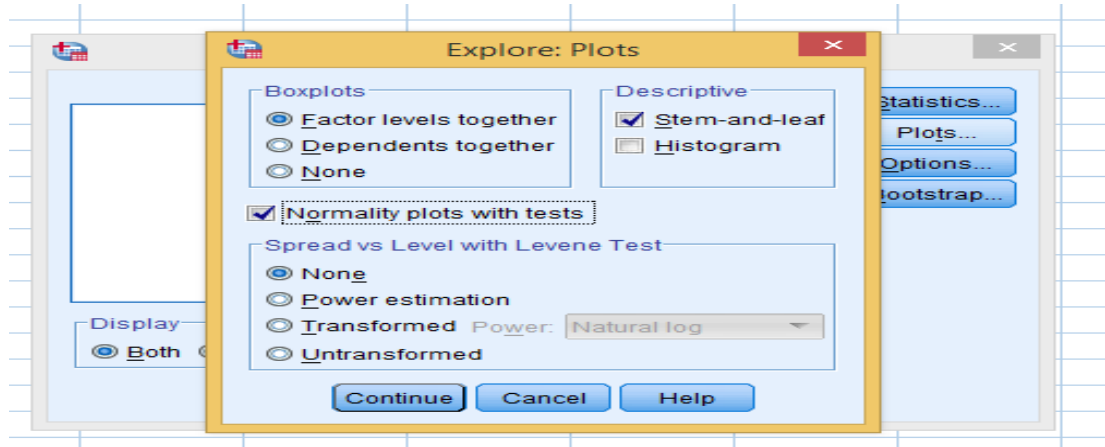 Explore: Plots
Boxplots
Factor levels together
Dependents together
None
Descriptive
Stem-and-leaf
Histogram
Normality plots with tests
Spread vs Level with Levene Test
None
Power estimation
Transformed Power: Natural log
Untransformed
Continue Cancel Help
Statistics...
Plots...
Options...
ootstrap...
Display
Both